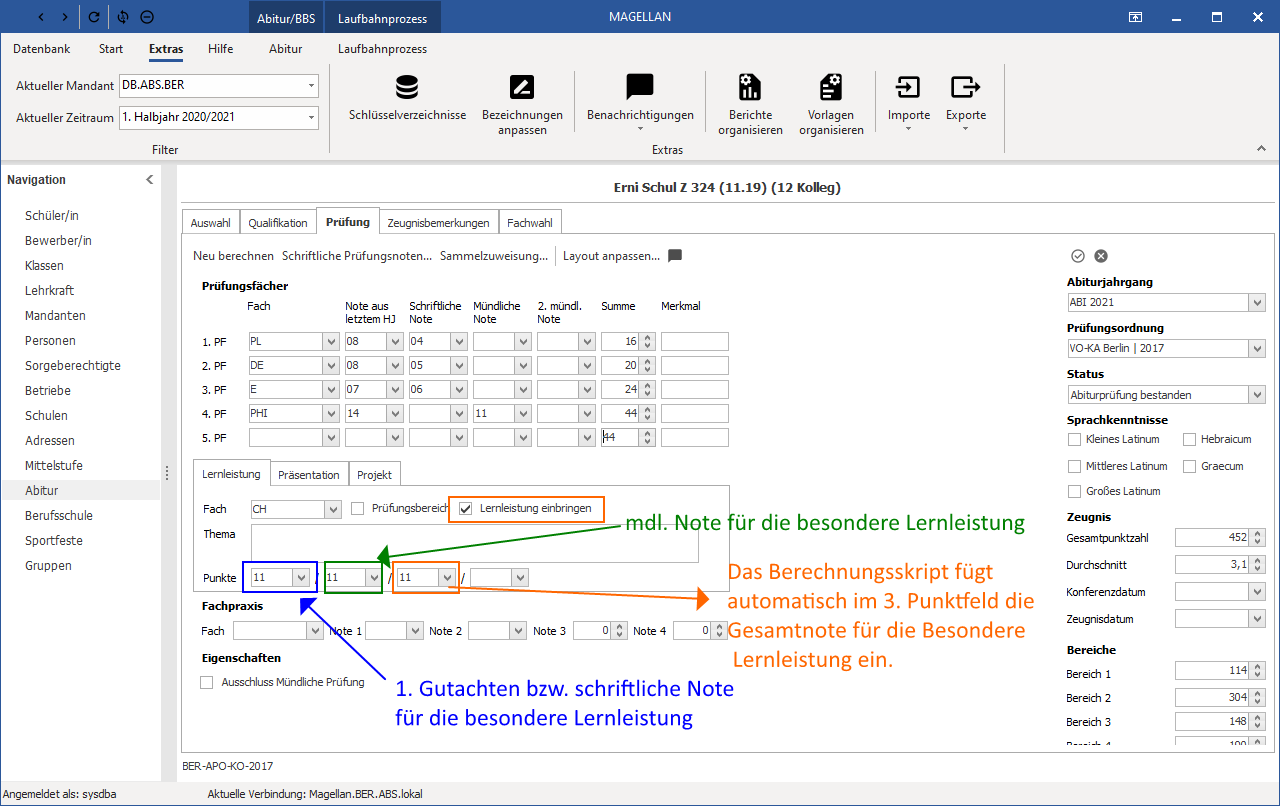 Abitur/BBS Laufbahnprozess MAGELLAN
Datenbank Start Extras Hilfe Abitur Laufbahnprozess
Aktueller Mandant DB.ABS.BER
Aktueller Zeitraum 1. Halbjahr 2020/2021
Filter
Schlüsselverzeichnisse
Bezeichnungen
anpassen
Benachrichtigungen
Berichte
organisieren
Vorlagen
organisieren
Importe
Exporte
Extras
Navigation
Schüler/in
Bewerber/in
Klassen
Lehrkraft
Mandanten
Personen
Sorgeberechtigte
Betriebe
Schulen
Adressen
Mittelstufe
Abitur
Berufsschule
Sportfeste
Gruppen
Erni Schul Z 324 (11.19) (12 Kolleg)
Auswahl Qualifikation Prüfung Zeugnisbemerkungen Fachwahl
Neu berechnen Schriftliche Prüfungsnoten... Sammelzuweisung... Layout anpassen...
Prüfungsfächer
Fach Note aus Schriftliche Mündliche 2. mündl. Summe Merkmal
letztem HJ Note Note Note
1. PF PL 08 04 16
2. PF DE 08 05 20
3. PF E 07 06 24
4. PF PHI 14 11 44
5. PF 44
Lernleistung Präsentation Projekt
Fach CH Prüfungsbereich Lernleistung einbringen
Thema
Punkte 11 / 11 / 11 /
mdl. Note für die besondere Lernleistung
Das Berechnungsskript fügt
automatisch im 3. Punktfeld die
Gesamtnote für die Besondere
Lernleistung ein.
Fachpraxis
Fach Note 1 Note 2 Note 3 0 Note 4 0
Eigenschaften
Ausschluss Mündliche Prüfung
1. Gutachten bzw. schriftliche Note
für die besondere Lernleistung
Abiturjahrgang
ABI 2021
Prüfungsordnung
VO-KA Berlin | 2017
Status
Abiturprüfung bestanden
Sprachkenntnisse
Kleines Latinum Hebraicum
Mittleres Latinum Graecum
Großes Latinum
Zeugnis
Gesamtpunktzahl 452
Durchschnitt 3,1
Konferenzdatum
Zeugnisdatum
Bereiche
Bereich 1 114
Bereich 2 304
Bereich 3 148
BER-APO-KO-2017
Angemeldet als: sysdba Aktuelle Verbindung: Magellan.BER.ABS.lokal